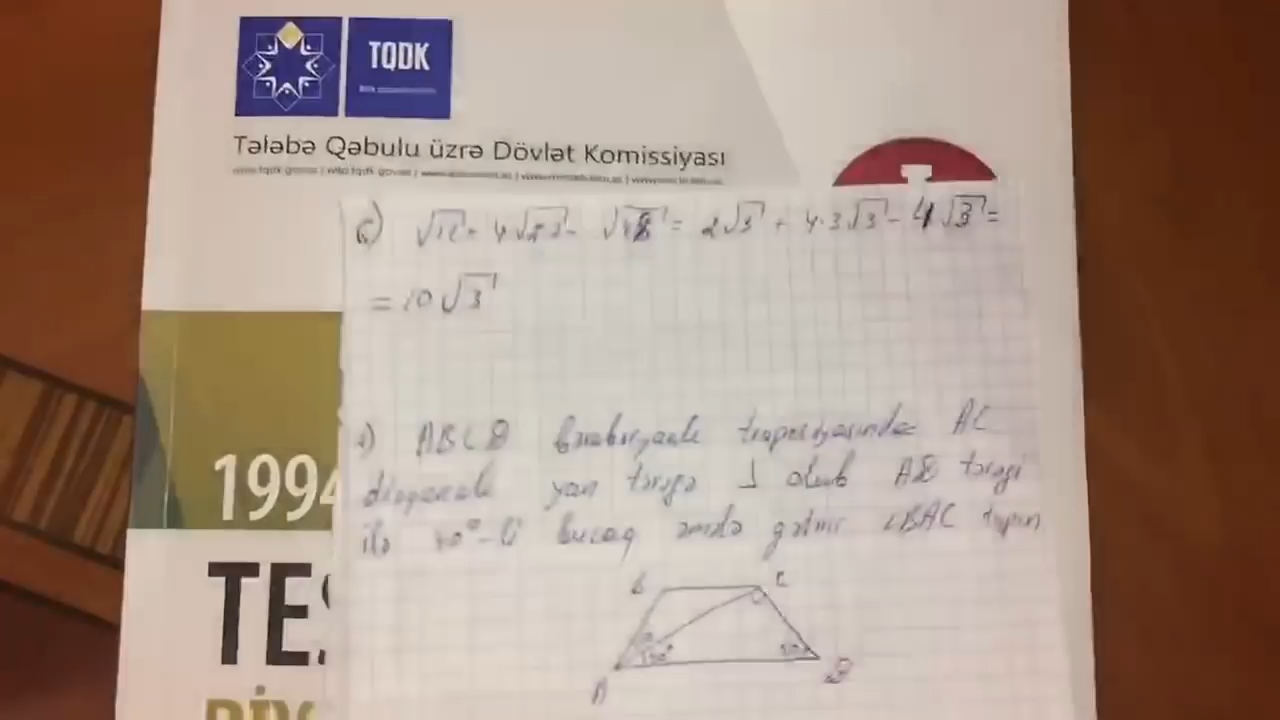 TQDK
Tələbə Qəbulu üzrə Dövlət Komissiyası
√12 + 4√27 - √48 = 2√3 + 4·3√3 - 4√3 =
= 10√3
ABCD bərabəryanlı trapesiyasında AC
diaqonalı yan tərəfə ⊥ olub AD tərəfi
ilə 40°-li bucaq əmələ gətirir ∠BAC tapın
1994
TES
B C
40° 50°
A D